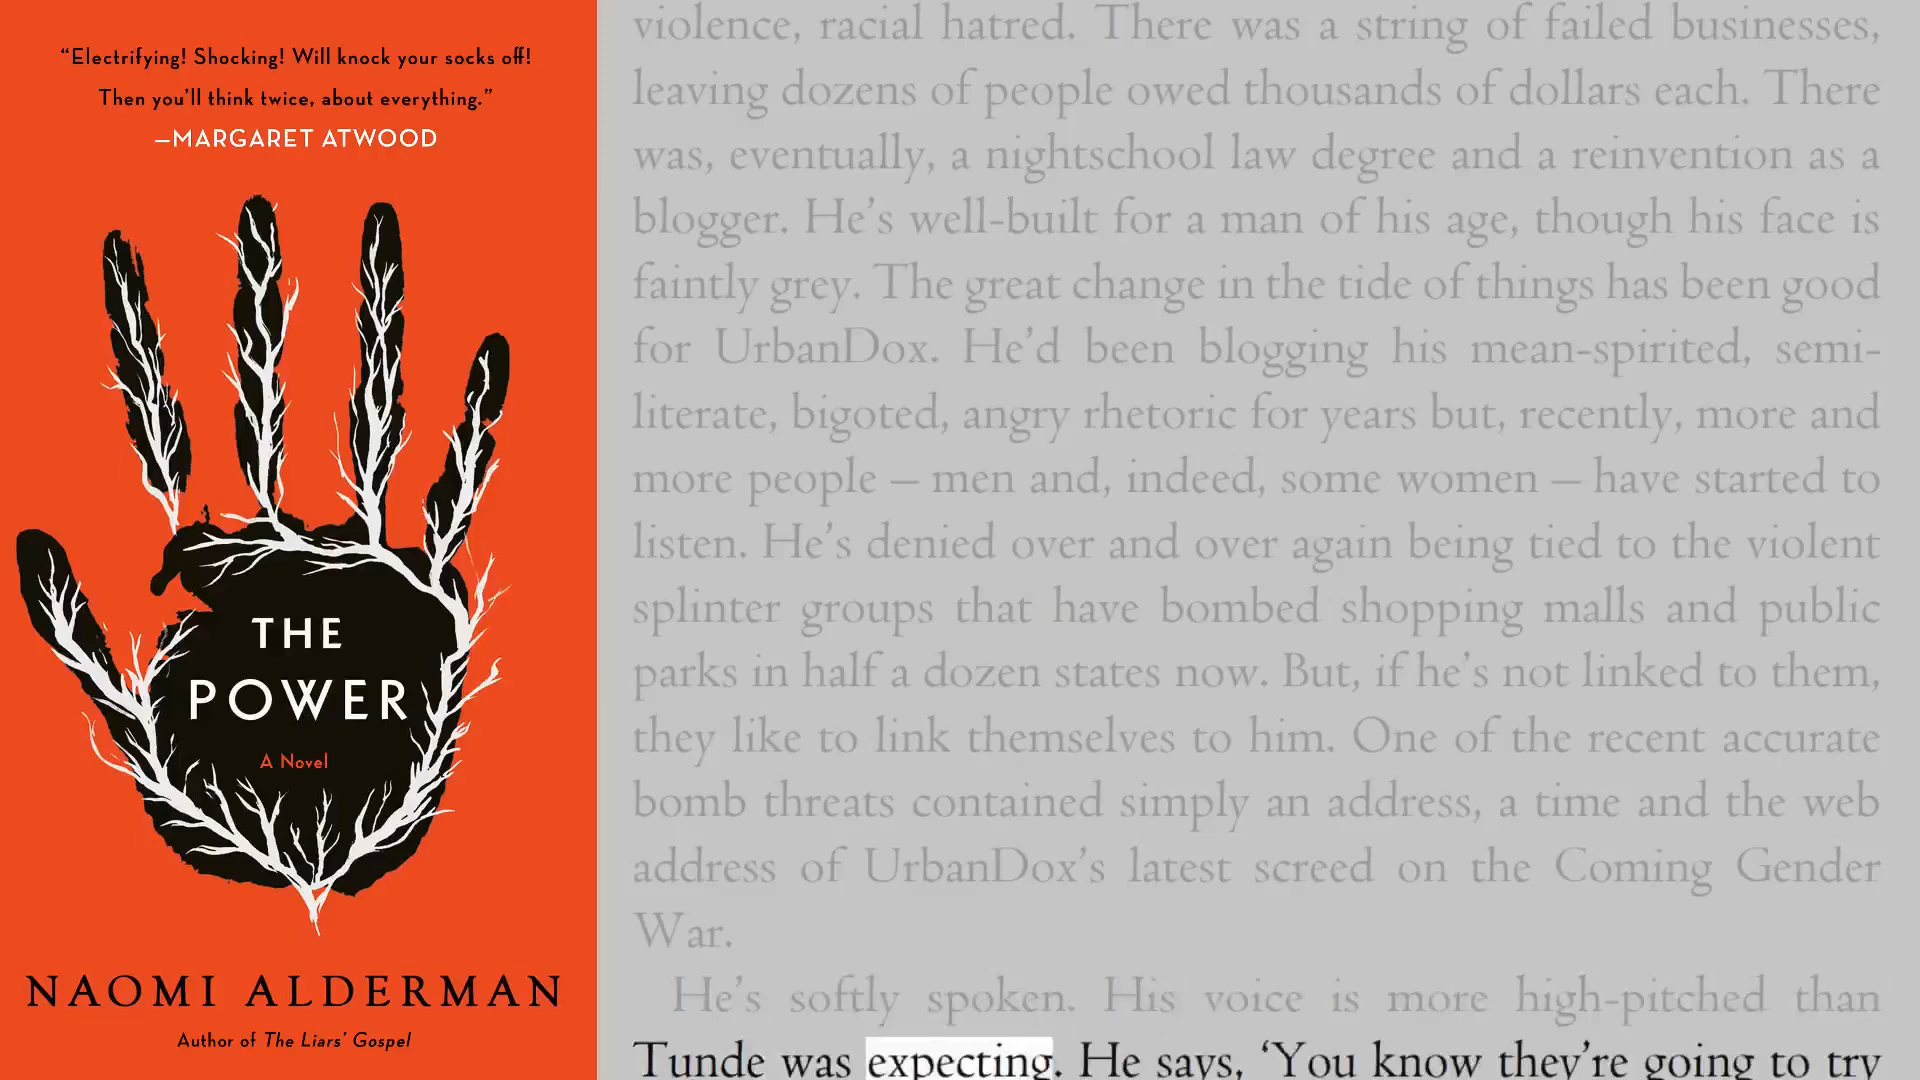 “Electrifying! Shocking! Will knock your socks off!
Then you’ll think twice, about everything.”
—MARGARET ATWOOD
THE
POWER
A Novel
NAOMI ALDERMAN
Author of The Liars’ Gospel
violence, racial hatred. There was a string of failed businesses,
leaving dozens of people owed thousands of dollars each. There
was, eventually, a nightschool law degree and a reinvention as a
blogger. He’s well-built for a man of his age, though his face is
faintly grey. The great change in the tide of things has been good
for UrbanDox. He’d been blogging his mean-spirited, semi-
literate, bigoted, angry rhetoric for years but, recently, more and
more people – men and, indeed, some women – have started to
listen. He’s denied over and over again being tied to the violent
splinter groups that have bombed shopping malls and public
parks in half a dozen states now. But, if he’s not linked to them,
they like to link themselves to him. One of the recent accurate
bomb threats contained simply an address, a time and the web
address of UrbanDox’s latest screed on the Coming Gender
War.
He’s softly spoken. His voice is more high-pitched than
Tunde was expecting. He says, ‘You know they’re going to try